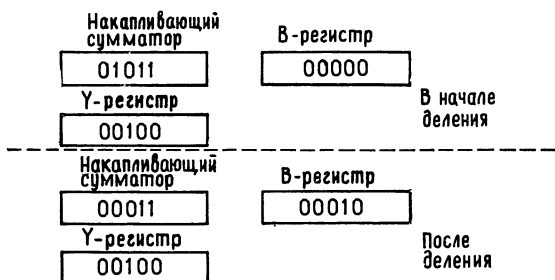 Накапливающий
сумматор
В-регистр
01011
00000
Y-регистр
В начале
деления
00100
Накапливающий
сумматор
В-регистр
00011
00010
Y-регистр
После
деления
00100